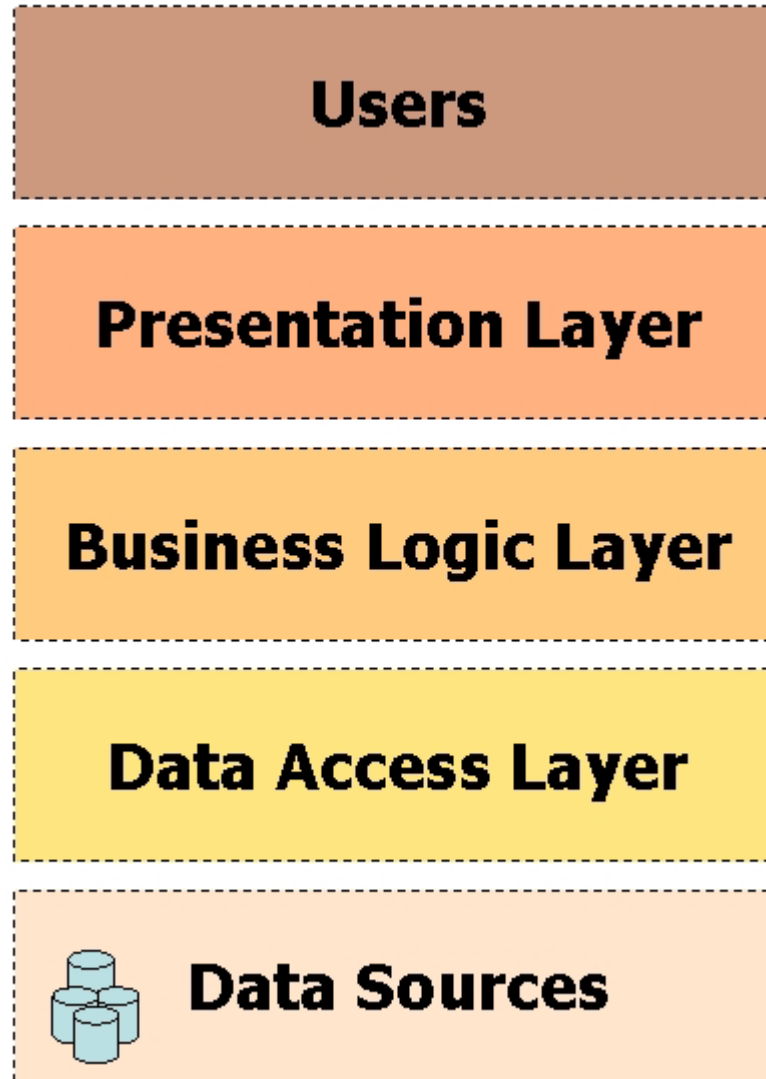 Users
Presentation Layer
Business Logic Layer
Data Access Layer
Data Sources